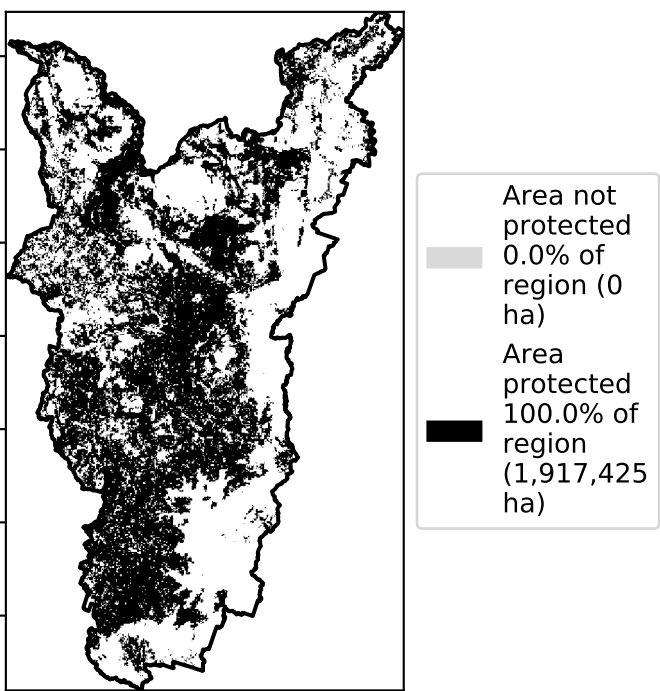 Area not
protected
0.0% of
region (0
ha)
Area
protected
100.0% of
region
(1,917,425
ha)